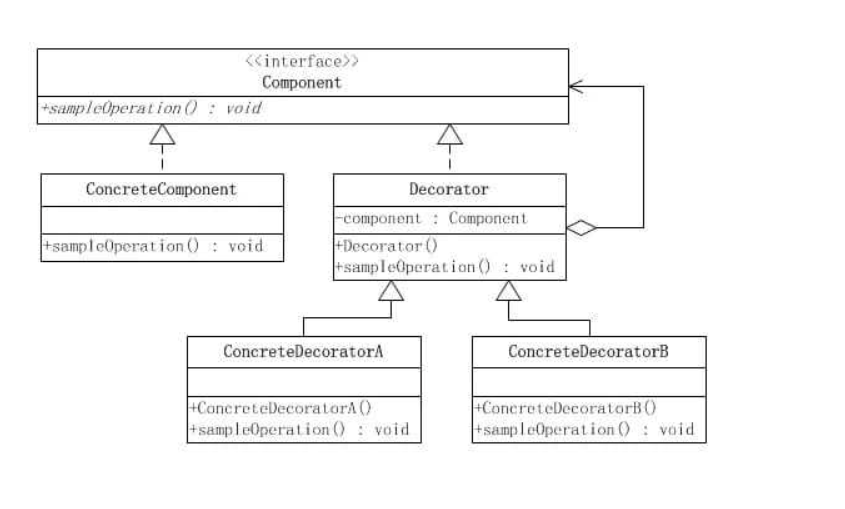 <<interface>>
Component
+sampleOperation() : void
ConcreteComponent
+sampleOperation() : void
Decorator
-component : Component
+Decorator()
+sampleOperation() : void
ConcreteDecoratorA
+ConcreteDecoratorA()
+sampleOperation() : void
ConcreteDecoratorB
+ConcreteDecoratorB()
+sampleOperation() : void